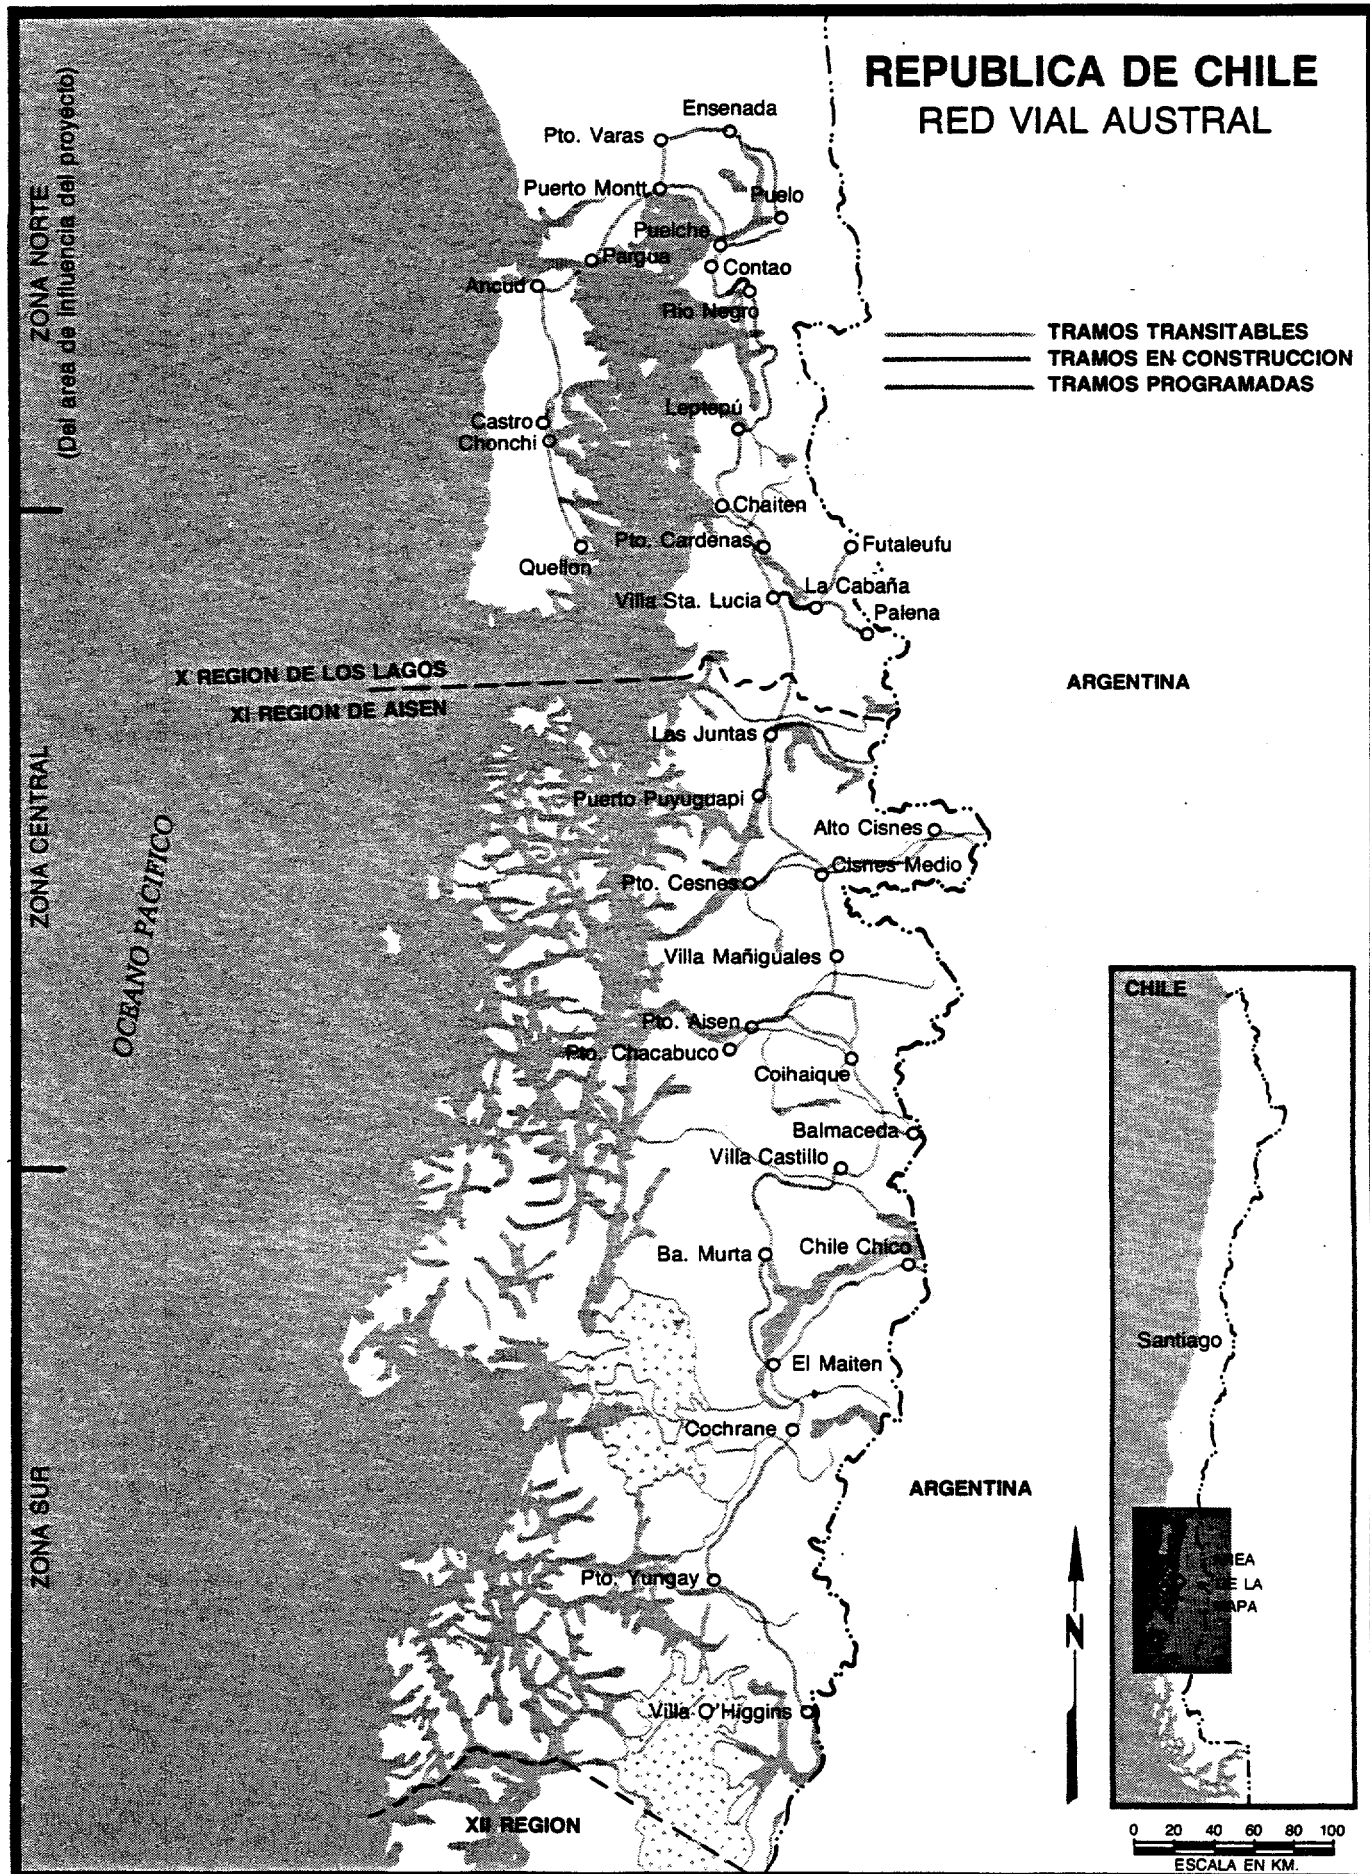 REPUBLICA DE CHILE
RED VIAL AUSTRAL
ZONA NORTE
(Del area de influencia del proyecto)
ZONA CENTRAL
ZONA SUR
OCEANO PACIFICO
Ensenada
Pto. Varas
Puerto Montt
Puelo
Puelche
Pargua
Contao
Ancud
Rio Negro
TRAMOS TRANSITABLES
TRAMOS EN CONSTRUCCION
TRAMOS PROGRAMADAS
Leptepú
Castro
Chonchi
Chaiten
Pto. Cardenas
Futaleufu
Quellon
La Cabaña
Villa Sta. Lucia
Palena
X REGION DE LOS LAGOS
XI REGION DE AISEN
ARGENTINA
Las Juntas
Puerto Puyuguapi
Alto Cisnes
Cisnes Medio
Pto. Cesnes
Villa Mañiguales
Pto. Aisen
Pto. Chacabuco
Coihaique
Balmaceda
Villa Castillo
Ba. Murta
Chile Chico
El Maiten
Cochrane
ARGENTINA
Pto. Yungay
Villa O'Higgins
XII REGION
N
CHILE
Santiago
AREA
DE LA
MAPA
0 20 40 60 80 100
ESCALA EN KM.